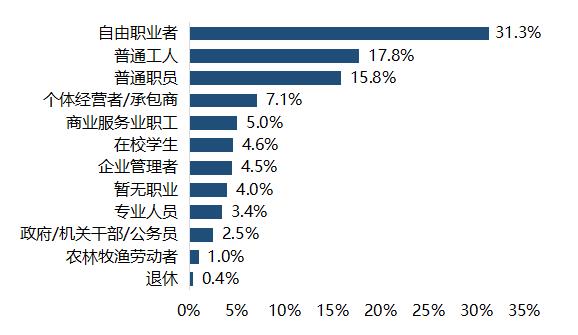 自由职业者 31.3%
普通工人 17.8%
普通职员 15.8%
个体经营者/承包商 7.1%
商业服务业职工 5.0%
在校学生 4.6%
企业管理者 4.5%
暂无职业 4.0%
专业人员 3.4%
政府/机关干部/公务员 2.5%
农林牧渔劳动者 1.0%
退休 0.4%
0% 5% 10% 15% 20% 25% 30% 35%